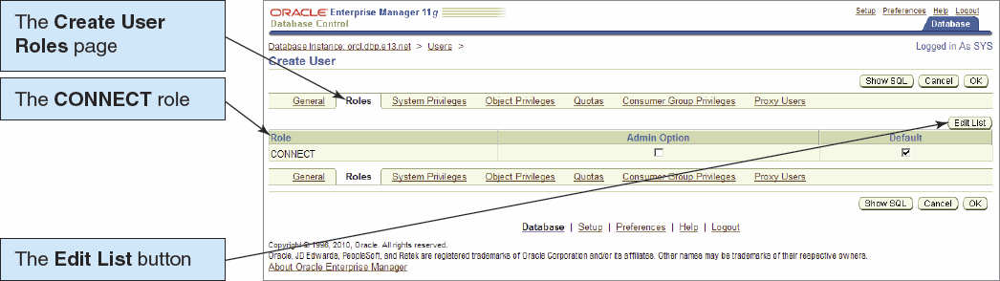 The Create User
Roles page
The CONNECT role
The Edit List button
ORACLE Enterprise Manager 11g
Database Control
Setup Preferences Help Logout
Database
Database Instance: orcl.dbp.e13.net > Users >
Logged in As SYS
Create User
Show SQL Cancel OK
General Roles System Privileges Object Privileges Quotas Consumer Group Privileges Proxy Users
Edit List
Role Admin Option Default
CONNECT
General Roles System Privileges Object Privileges Quotas Consumer Group Privileges Proxy Users
Show SQL Cancel OK
Database | Setup | Preferences | Help | Logout
Copyright © 1996, 2010, Oracle. All rights reserved.
Oracle, JD Edwards, PeopleSoft, and Retek are registered trademarks of Oracle Corporation and/or its affiliates. Other names may be trademarks of their respective owners.
About Oracle Enterprise Manager